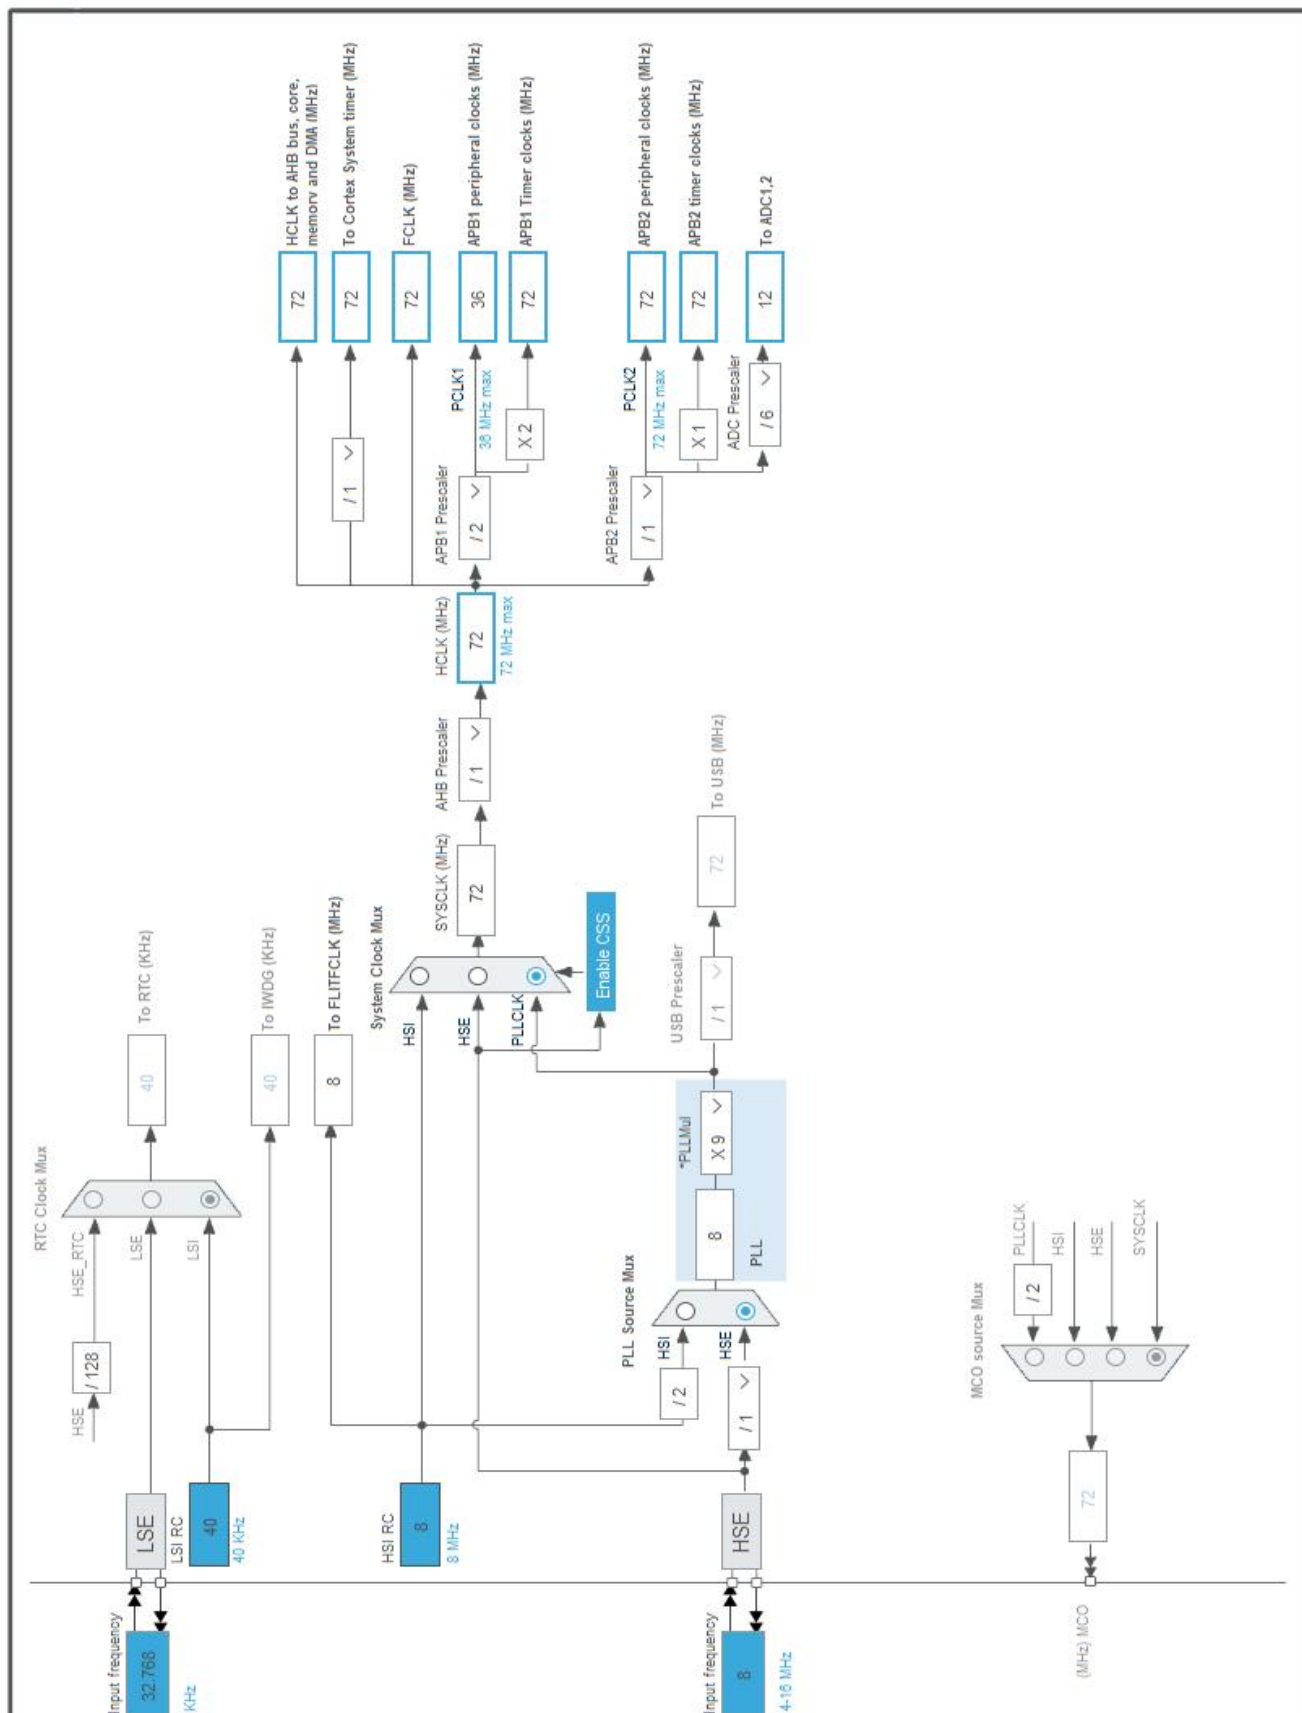 Input frequency
32.768
KHz
LSE
LSI RC
40
40 KHz
HSE
/ 128
HSE_RTC
LSE
LSI
RTC Clock Mux
40
To RTC (KHz)
40
To IWDG (KHz)
8
To FLITFCLK (MHz)
HSI RC
8
8 MHz
Input frequency
8
4-16 MHz
HSE
/ 2
/ 1
HSI
HSE
PLL Source Mux
8
PLL
*PLLMul
X 9
USB Prescaler
/ 1
72
To USB (MHz)
System Clock Mux
HSI
HSE
PLLCLK
Enable CSS
SYSCLK (MHz)
72
AHB Prescaler
/ 1
HCLK (MHz)
72
72 MHz max
/ 1
APB1 Prescaler
/ 2
PCLK1
36 MHz max
X 2
APB2 Prescaler
/ 1
PCLK2
72 MHz max
X 1
ADC Prescaler
/ 6
72
HCLK to AHB bus, core,
memory and DMA (MHz)
72
To Cortex System timer (MHz)
72
FCLK (MHz)
36
APB1 peripheral clocks (MHz)
72
APB1 Timer clocks (MHz)
72
APB2 peripheral clocks (MHz)
72
APB2 timer clocks (MHz)
12
To ADC1,2
(MHz) MCO
72
MCO source Mux
/ 2
PLLCLK
HSI
HSE
SYSCLK